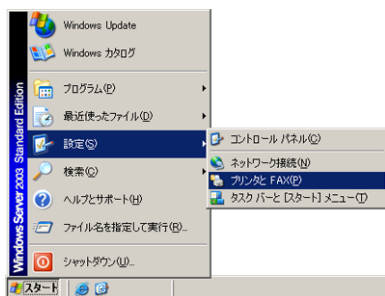 Windows Update
Windows カタログ
プログラム(P)
最近使ったファイル(D)
設定(S)
検索(C)
ヘルプとサポート(H)
ファイル名を指定して実行(R)...
シャットダウン(U)...
コントロール パネル(C)
ネットワーク接続(N)
プリンタと FAX(P)
タスク バーと [スタート] メニュー(T)
Windows Server 2003 Standard Edition
スタート